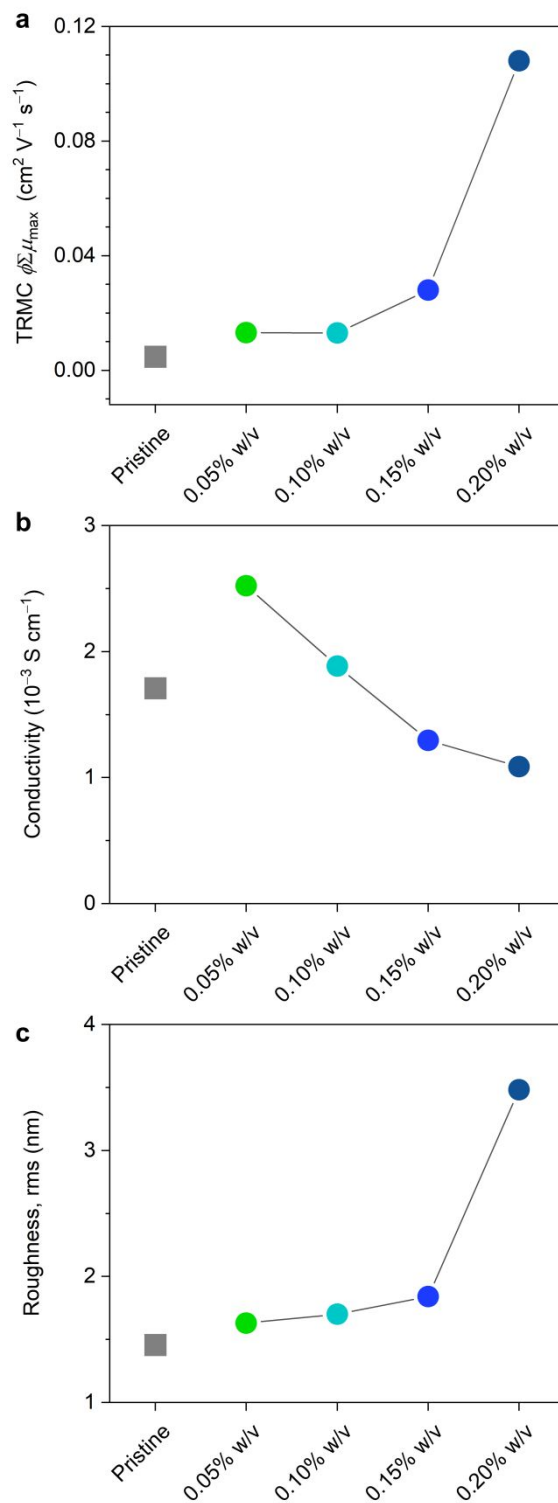 a
TRMC ϕΣμmax (cm² V⁻¹ s⁻¹)
0.12
0.08
0.04
0.00
Pristine
0.05% w/v
0.10% w/v
0.15% w/v
0.20% w/v
b
Conductivity (10⁻³ S cm⁻¹)
3
2
1
0
Pristine
0.05% w/v
0.10% w/v
0.15% w/v
0.20% w/v
c
Roughness, rms (nm)
4
3
2
1
Pristine
0.05% w/v
0.10% w/v
0.15% w/v
0.20% w/v